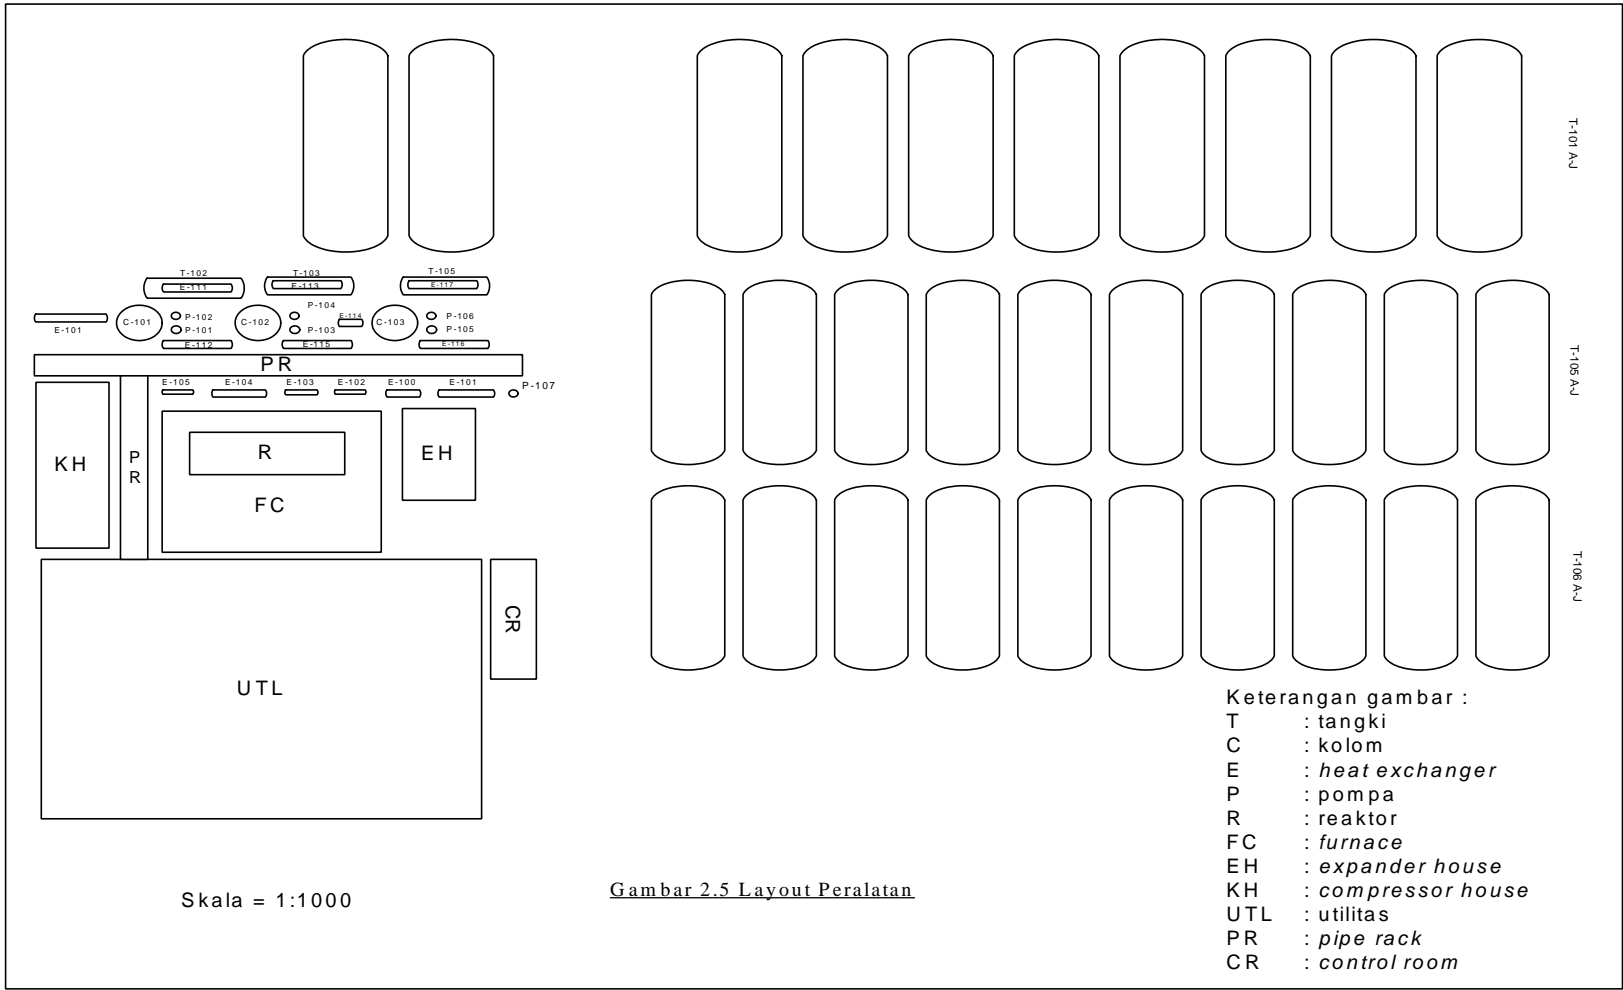 T-101 A-J
T-102
T-103
T-105
E-111
E-113
E-117
P-104
E-101
C-101
P-102
P-101
C-102
P-103
E-114
C-103
P-106
P-105
E-112
E-115
E-116
PR
E-105
E-104
E-103
E-102
E-100
E-101
P-107
T-105 A-J
KH
PR
R
EH
FC
T-106 A-J
CR
UTL
Keterangan gambar :
T : tangki
C : kolom
E : heat exchanger
P : pompa
R : reaktor
FC : furnace
EH : expander house
KH : compressor house
UTL : utilitas
PR : pipe rack
CR : control room
Skala = 1:1000
Gambar 2.5 Layout Peralatan